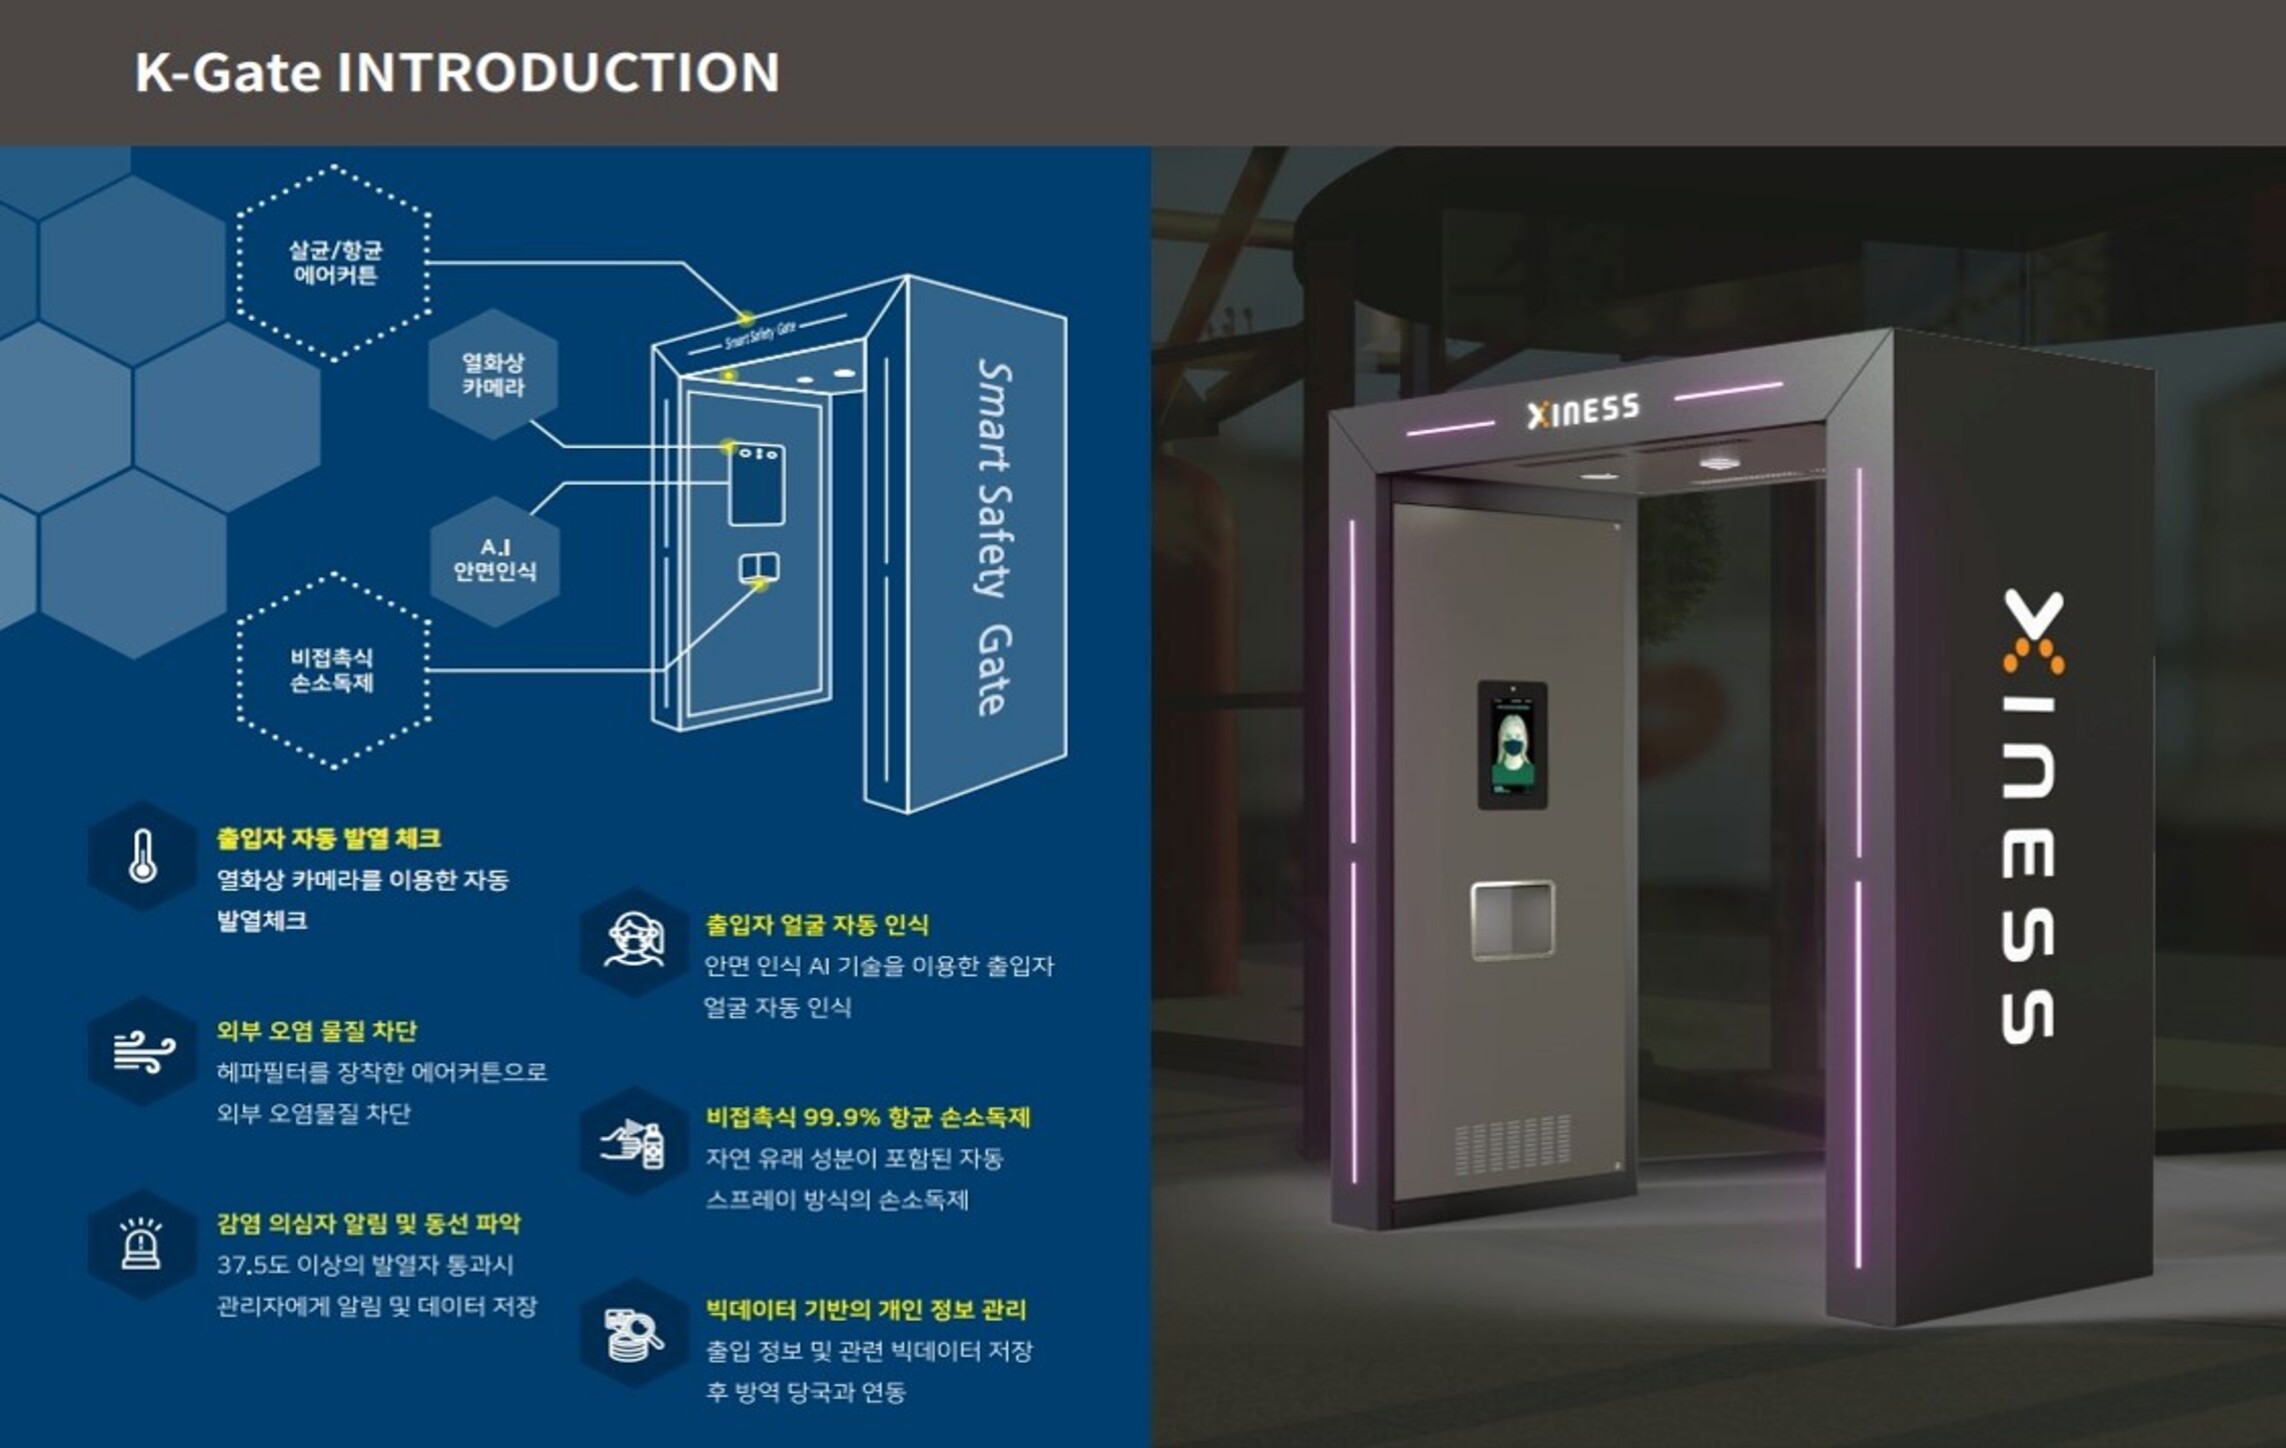 K-Gate INTRODUCTION
살균/항균
에어커튼
열화상
카메라
A.I
안면인식
비접촉식
손소독제
Smart Safety Gate
Smart Safety Gate
출입자 자동 발열 체크
열화상 카메라를 이용한 자동
발열체크
외부 오염 물질 차단
헤파필터를 장착한 에어커튼으로
외부 오염물질 차단
감염 의심자 알림 및 동선 파악
37.5도 이상의 발열자 통과시
관리자에게 알림 및 데이터 저장
출입자 얼굴 자동 인식
안면 인식 AI 기술을 이용한 출입자
얼굴 자동 인식
비접촉식 99.9% 항균 손소독제
자연 유래 성분이 포함된 자동
스프레이 방식의 손소독제
빅데이터 기반의 개인 정보 관리
출입 정보 및 관련 빅데이터 저장
후 방역 당국과 연동
XINESS
XINESS